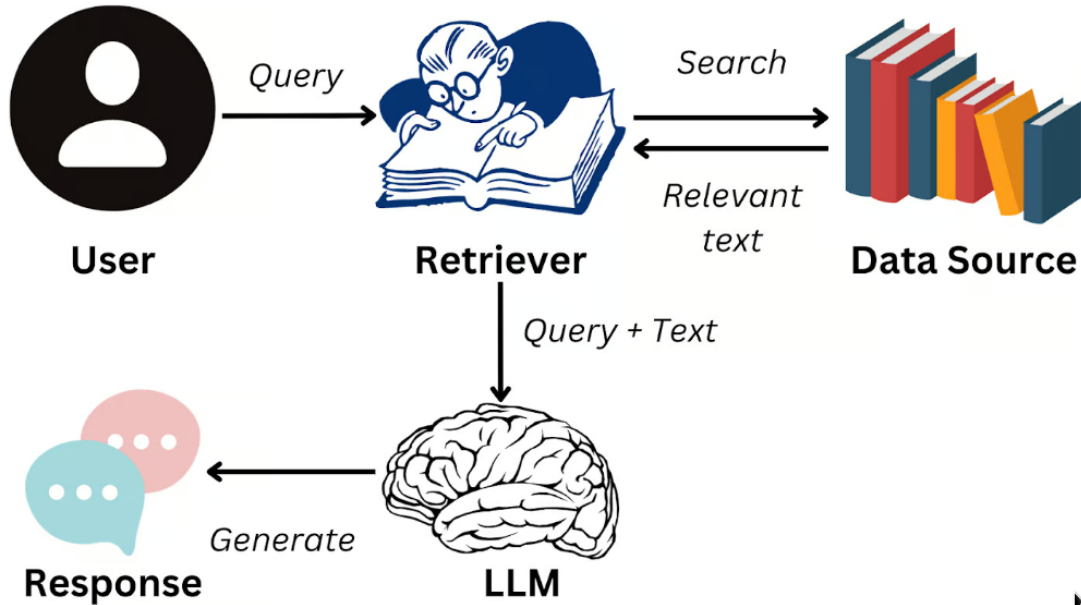 Query
Search
Relevant
text
User
Retriever
Data Source
Query + Text
Generate
Response
LLM